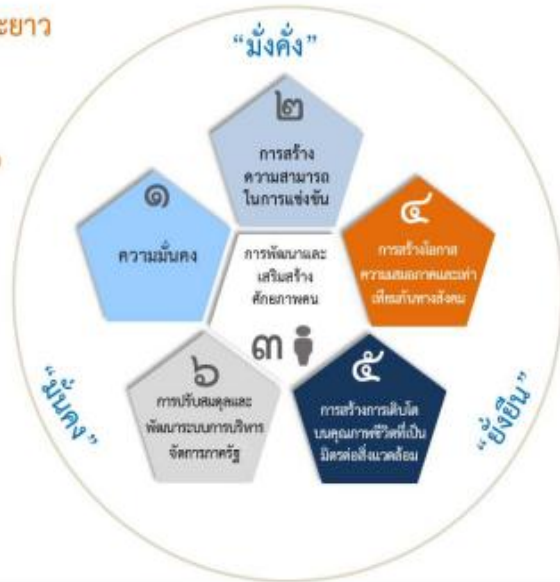 ะยาว
“มั่งคั่ง”
๒
การสร้าง
ความสามารถ
ในการแข่งขัน
๑
ความมั่นคง
การพัฒนาและ
เสริมสร้าง
ศักยภาพคน
๓
๔
การสร้างโอกาส
ความเสมอภาคและเท่า
เทียมกันทางสังคม
๖
การปรับสมดุลและ
พัฒนาระบบการบริหาร
จัดการภาครัฐ
๕
การสร้างการเติบโต
บนคุณภาพชีวิตที่เป็น
มิตรต่อสิ่งแวดล้อม
“มั่นคง”
“ยั่งยืน”